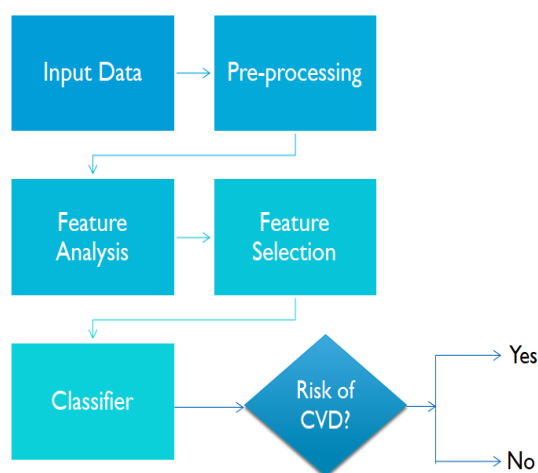 Input Data
Pre-processing
Feature
Analysis
Feature
Selection
Classifier
Risk of
CVD?
Yes
No